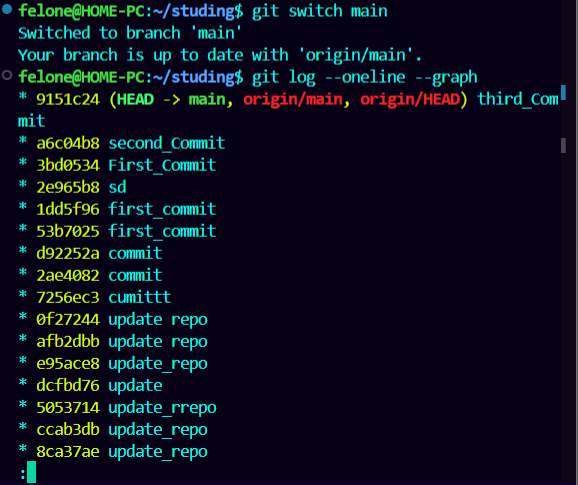 felone@HOME-PC:~/studing$ git switch main
Switched to branch 'main'
Your branch is up to date with 'origin/main'.
felone@HOME-PC:~/studing$ git log --oneline --graph
* 9151c24 (HEAD -> main, origin/main, origin/HEAD) third_Com
mit
* a6c04b8 second_Commit
* 3bd0534 First_Commit
* 2e965b8 sd
* 1dd5f96 first_commit
* 53b7025 first_commit
* d92252a commit
* 2ae4082 commit
* 7256ec3 cumittt
* 0f27244 update repo
* afb2dbb update repo
* e95ace8 update_repo
* dcfbd76 update
* 5053714 update_rrepo
* ccab3db update_repo
* 8ca37ae update_repo
: